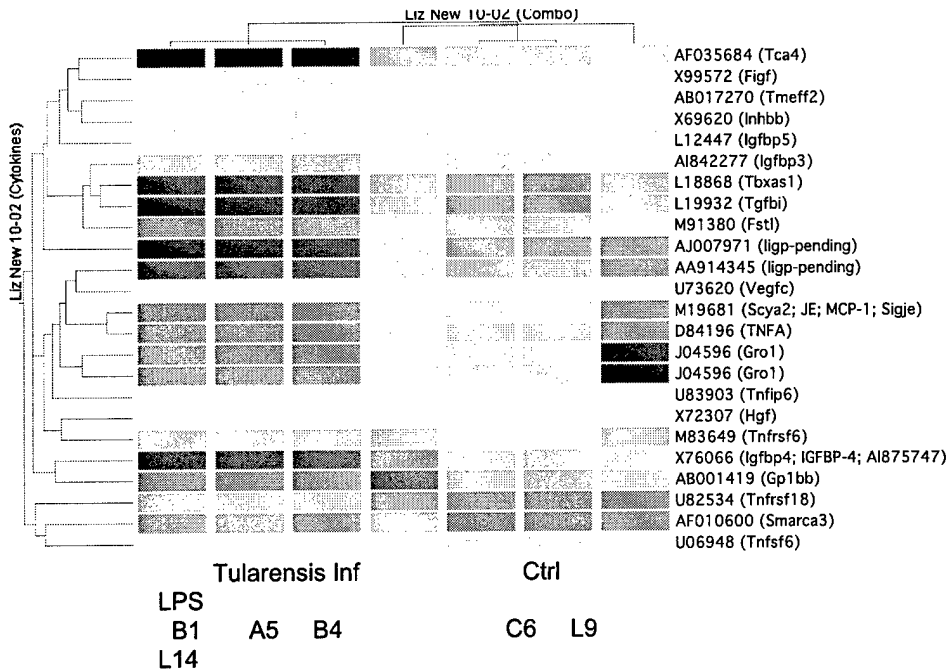 Liz New 10-02 (Combo)
Liz New 10-02 (Cytokines)
AF035684 (Tca4)
X99572 (Figf)
AB017270 (Tmeff2)
X69620 (Inhbb)
L12447 (Igfbp5)
AI842277 (Igfbp3)
L18868 (Tbxas1)
L19932 (Tgfbi)
M91380 (Fstl)
AJ007971 (Iigp-pending)
AA914345 (Iigp-pending)
U73620 (Vegfc)
M19681 (Scya2; JE; MCP-1; Sigje)
D84196 (TNFA)
J04596 (Gro1)
J04596 (Gro1)
U83903 (Tnfip6)
X72307 (Hgf)
M83649 (Tnfrsf6)
X76066 (Igfbp4; IGFBP-4; AI875747)
AB001419 (Gp1bb)
U82534 (Tnfrsf18)
AF010600 (Smarca3)
U06948 (Tnfsf6)
Tularensis Inf Ctrl
LPS
B1 A5 B4 C6 L9
L14